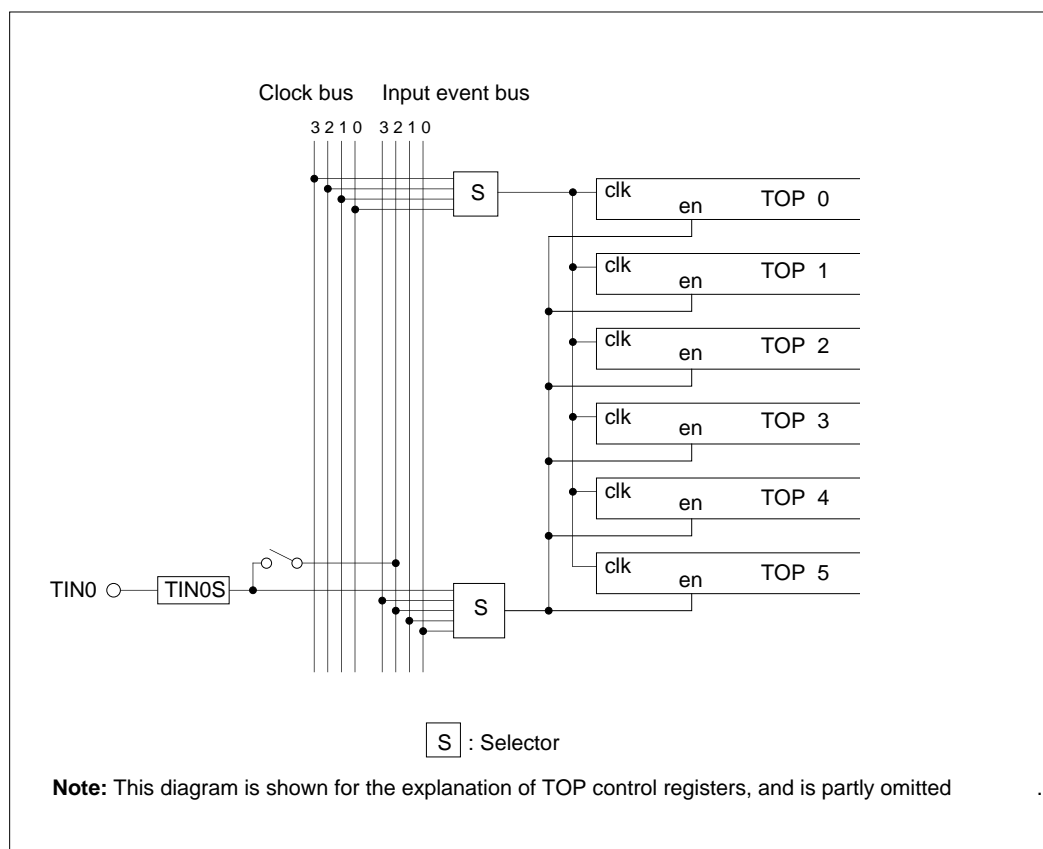 Clock bus Input event bus
3 2 1 0 3 2 1 0
S
clk en TOP 0
clk en TOP 1
clk en TOP 2
clk en TOP 3
clk en TOP 4
clk en TOP 5
TIN0 TIN0S
S
S : Selector
Note: This diagram is shown for the explanation of TOP control registers, and is partly omitted .